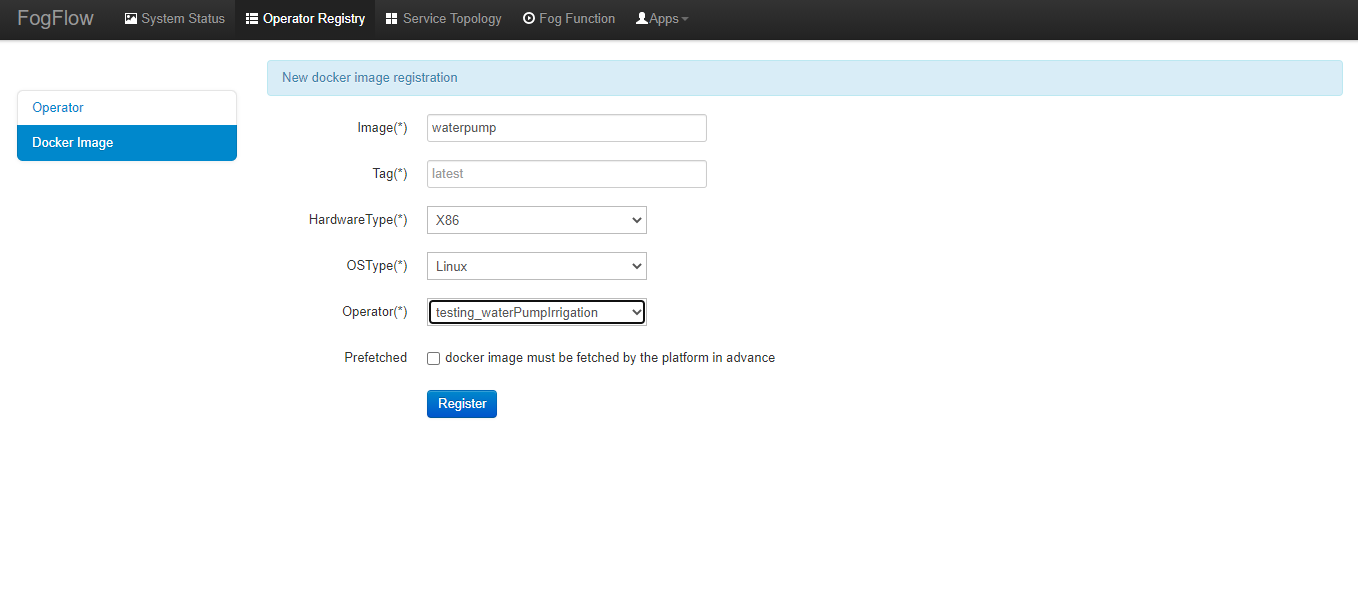 FogFlow System Status Operator Registry Service Topology Fog Function Apps
New docker image registration
Operator
Docker Image
Image(*) waterpump
Tag(*) latest
HardwareType(*) X86
OSType(*) Linux
Operator(*) testing_waterPumpIrrigation
Prefetched docker image must be fetched by the platform in advance
Register